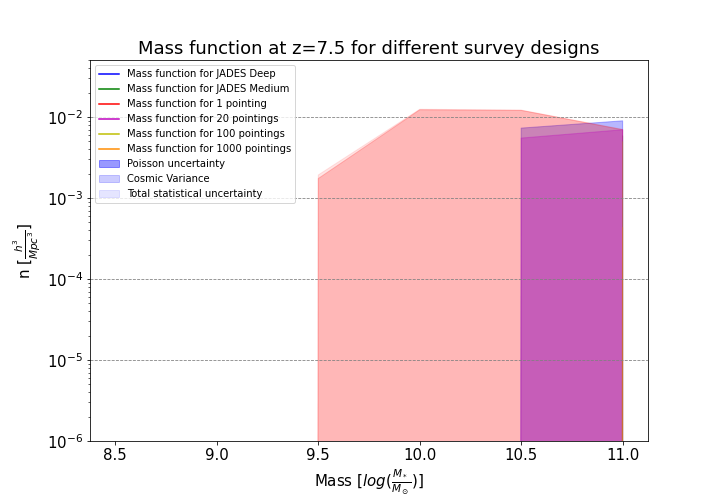 Mass function at z=7.5 for different survey designs
Mass function for JADES Deep
Mass function for JADES Medium
Mass function for 1 pointing
Mass function for 20 pointings
Mass function for 100 pointings
Mass function for 1000 pointings
Poisson uncertainty
Cosmic Variance
Total statistical uncertainty
n [h³/Mpc³]
10⁻²
10⁻³
10⁻⁴
10⁻⁵
10⁻⁶
8.5 9.0 9.5 10.0 10.5 11.0
Mass [log(M⋆/M⊙)]